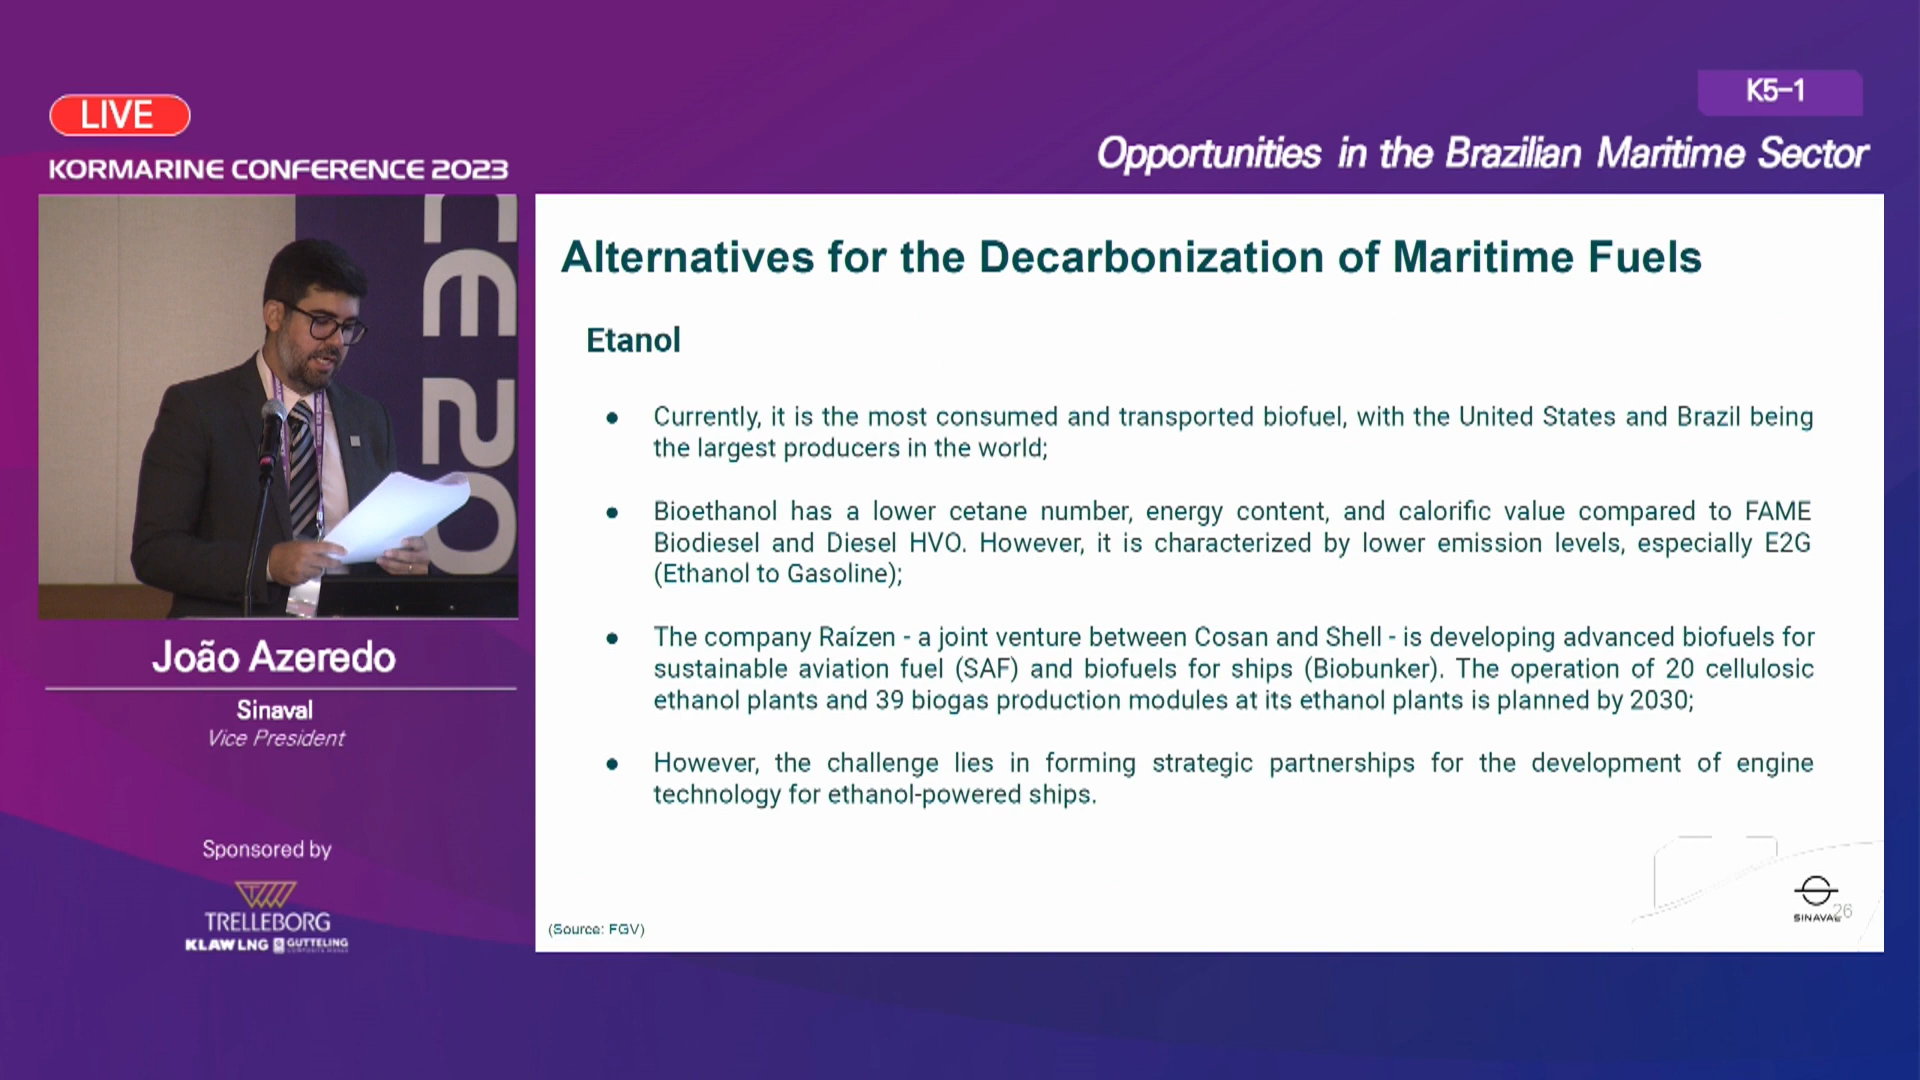 LIVE
KORMARINE CONFERENCE 2023
K5-1
Opportunities in the Brazilian Maritime Sector
CE 20
João Azeredo
Sinaval
Vice President
Sponsored by
TRELLEBORG
KLAW LNG GUTTELING
Alternatives for the Decarbonization of Maritime Fuels
Etanol
● Currently, it is the most consumed and transported biofuel, with the United States and Brazil being
the largest producers in the world;
● Bioethanol has a lower cetane number, energy content, and calorific value compared to FAME
Biodiesel and Diesel HVO. However, it is characterized by lower emission levels, especially E2G
(Ethanol to Gasoline);
● The company Raízen - a joint venture between Cosan and Shell - is developing advanced biofuels for
sustainable aviation fuel (SAF) and biofuels for ships (Biobunker). The operation of 20 cellulosic
ethanol plants and 39 biogas production modules at its ethanol plants is planned by 2030;
● However, the challenge lies in forming strategic partnerships for the development of engine
technology for ethanol-powered ships.
(Source: FGV)
SINAVAL
26